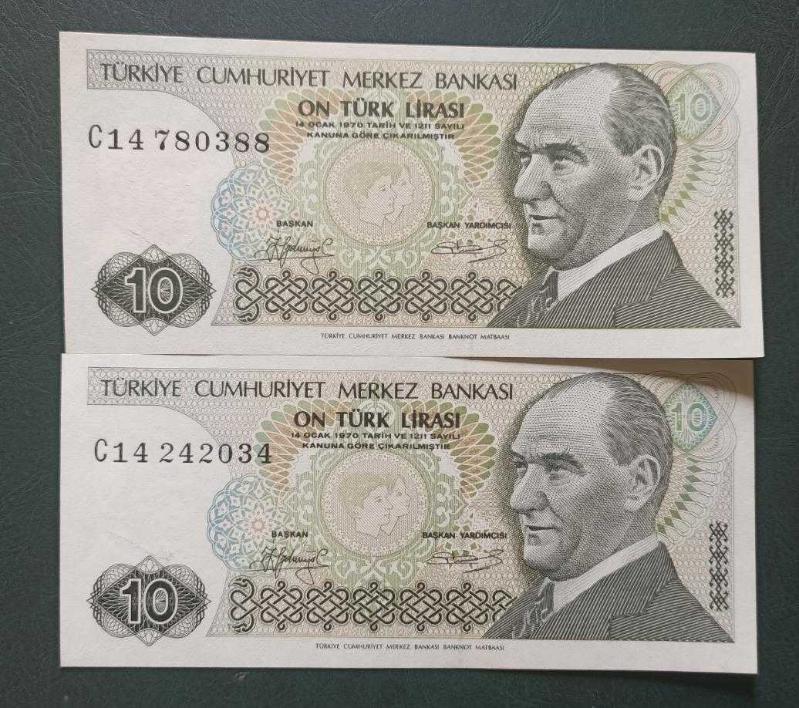 TÜRKİYE CUMHURİYET MERKEZ BANKASI
10
ON TÜRK LİRASI
14 OCAK 1970 TARİH VE 1211 SAYILI
KANUNA GÖRE ÇIKARILMIŞTIR
C14 780388
BAŞKAN
BAŞKAN YARDIMCISI
10
TÜRKİYE CUMHURİYET MERKEZ BANKASI BANKNOT MATBAASI
TÜRKİYE CUMHURİYET MERKEZ BANKASI
10
ON TÜRK LİRASI
14 OCAK 1970 TARİH VE 1211 SAYILI
KANUNA GÖRE ÇIKARILMIŞTIR
C14 242034
BAŞKAN
BAŞKAN YARDIMCISI
10
TÜRKİYE CUMHURİYET MERKEZ BANKASI BANKNOT MATBAASI